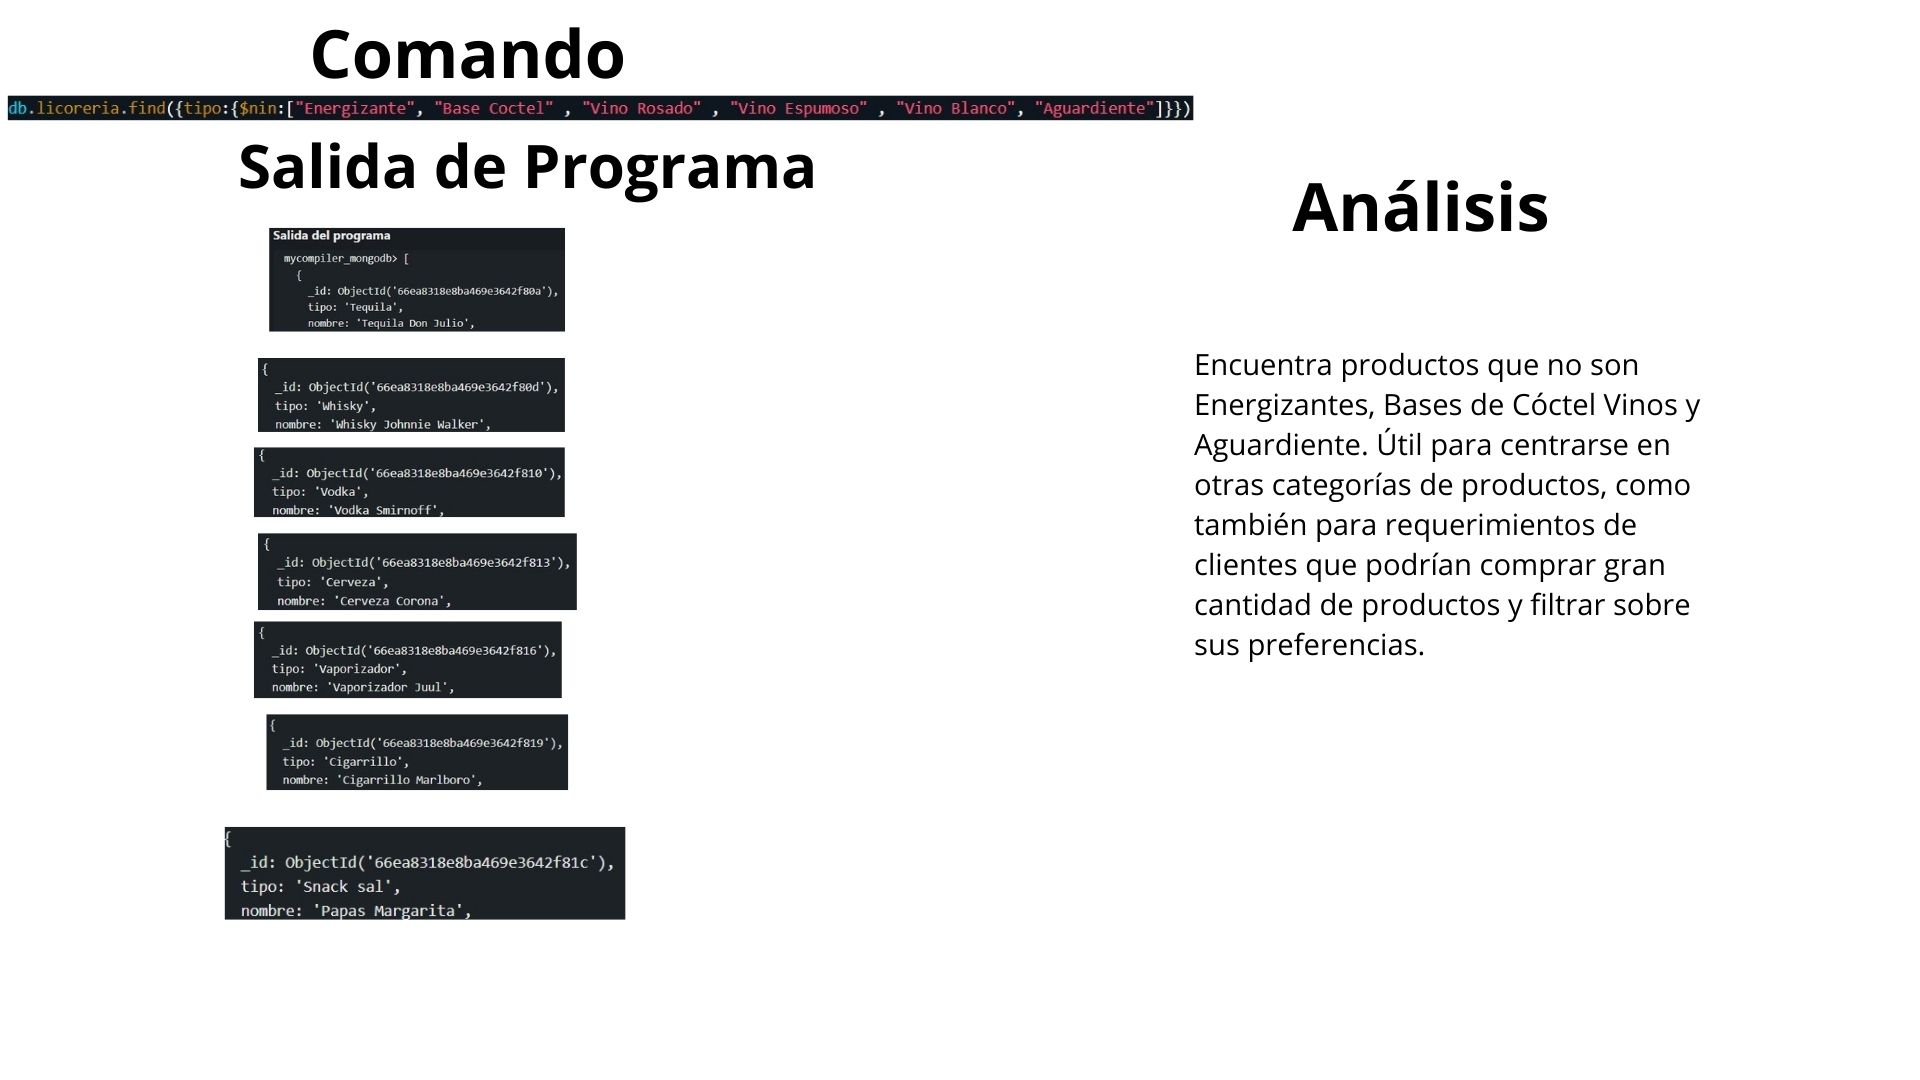 Comando
db.licoreria.find({tipo:{$nin:["Energizante", "Base Coctel" , "Vino Rosado" , "Vino Espumoso" , "Vino Blanco", "Aguardiente"]}})
Salida de Programa
Salida del programa
mycompiler_mongodb> [
{
_id: ObjectId('66ea8318e8ba469e3642f80a'),
tipo: 'Tequila',
nombre: 'Tequila Don Julio',
{
_id: ObjectId('66ea8318e8ba469e3642f80d'),
tipo: 'Whisky',
nombre: 'Whisky Johnnie Walker',
{
_id: ObjectId('66ea8318e8ba469e3642f810'),
tipo: 'Vodka',
nombre: 'Vodka Smirnoff',
{
_id: ObjectId('66ea8318e8ba469e3642f813'),
tipo: 'Cerveza',
nombre: 'Cerveza Corona',
{
_id: ObjectId('66ea8318e8ba469e3642f816'),
tipo: 'Vaporizador',
nombre: 'Vaporizador Juul',
{
_id: ObjectId('66ea8318e8ba469e3642f819'),
tipo: 'Cigarrillo',
nombre: 'Cigarrillo Marlboro',
{
_id: ObjectId('66ea8318e8ba469e3642f81c'),
tipo: 'Snack sal',
nombre: 'Papas Margarita',
Análisis
Encuentra productos que no son
Energizantes, Bases de Cóctel Vinos y
Aguardiente. Útil para centrarse en
otras categorías de productos, como
también para requerimientos de
clientes que podrían comprar gran
cantidad de productos y filtrar sobre
sus preferencias.